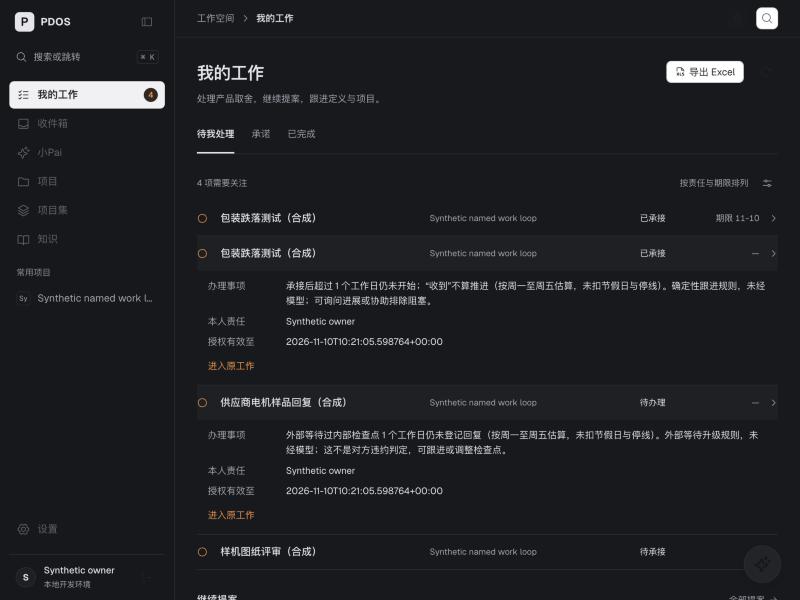 P PDOS
搜索或跳转 ⌘ K
我的工作 4
收件箱
小Pai
项目
项目集
知识
常用项目
Sy Synthetic named work l...
设置
S Synthetic owner
本地开发环境
工作空间 > 我的工作
我的工作
导出 Excel
处理产品取舍，继续提案，跟进定义与项目。
待我处理 承诺 已完成
4 项需要关注 按责任与期限排列
包装跌落测试（合成） Synthetic named work loop 已承接 期限 11-10
包装跌落测试（合成） Synthetic named work loop 已承接 —
办理事项 承接后超过 1 个工作日仍未开始；“收到”不算推进（按周一至周五估算，未扣节假日与停线）。确定性跟进规则，未经
模型；可询问进展或协助排除阻塞。
本人责任 Synthetic owner
授权有效至 2026-11-10T10:21:05.598764+00:00
进入原工作
供应商电机样品回复（合成） Synthetic named work loop 待办理 —
办理事项 外部等待过内部检查点 1 个工作日仍未登记回复（按周一至周五估算，未扣节假日与停线）。外部等待升级规则，未
经模型；这不是对方违约判定，可跟进或调整检查点。
本人责任 Synthetic owner
授权有效至 2026-11-10T10:21:05.598764+00:00
进入原工作
样机图纸评审（合成） Synthetic named work loop 待承接
继续提案 全部提案